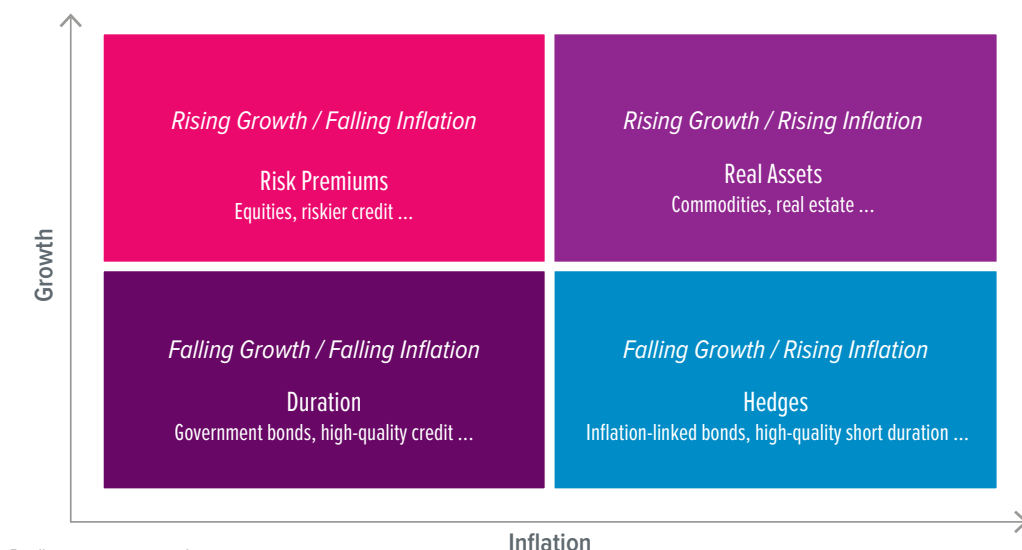 Rising Growth / Falling Inflation
Risk Premiums
Equities, riskier credit ...
Rising Growth / Rising Inflation
Real Assets
Commodities, real estate ...
Growth
Falling Growth / Falling Inflation
Duration
Government bonds, high-quality credit ...
Falling Growth / Rising Inflation
Hedges
Inflation-linked bonds, high-quality short duration ...
Inflation